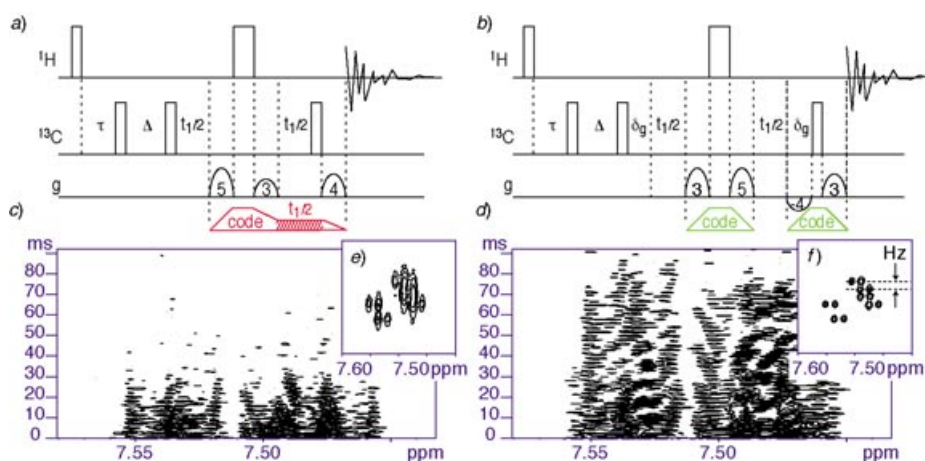 a)
b)
¹H
¹H
τ Δ t₁/2 t₁/2
τ Δ δg t₁/2 t₁/2 δg
¹³C
¹³C
g 5 3 4
g 3 5 -4 3
t₁/2
code
code code
c)
d)
ms
ms
e)
f) Hz
80
70
60
50
40
30
20
10
0
80
70
60
50
40
30
20
10
0
7.60 7.50 ppm
7.60 7.50 ppm
7.55 7.50 ppm
7.55 7.50 ppm